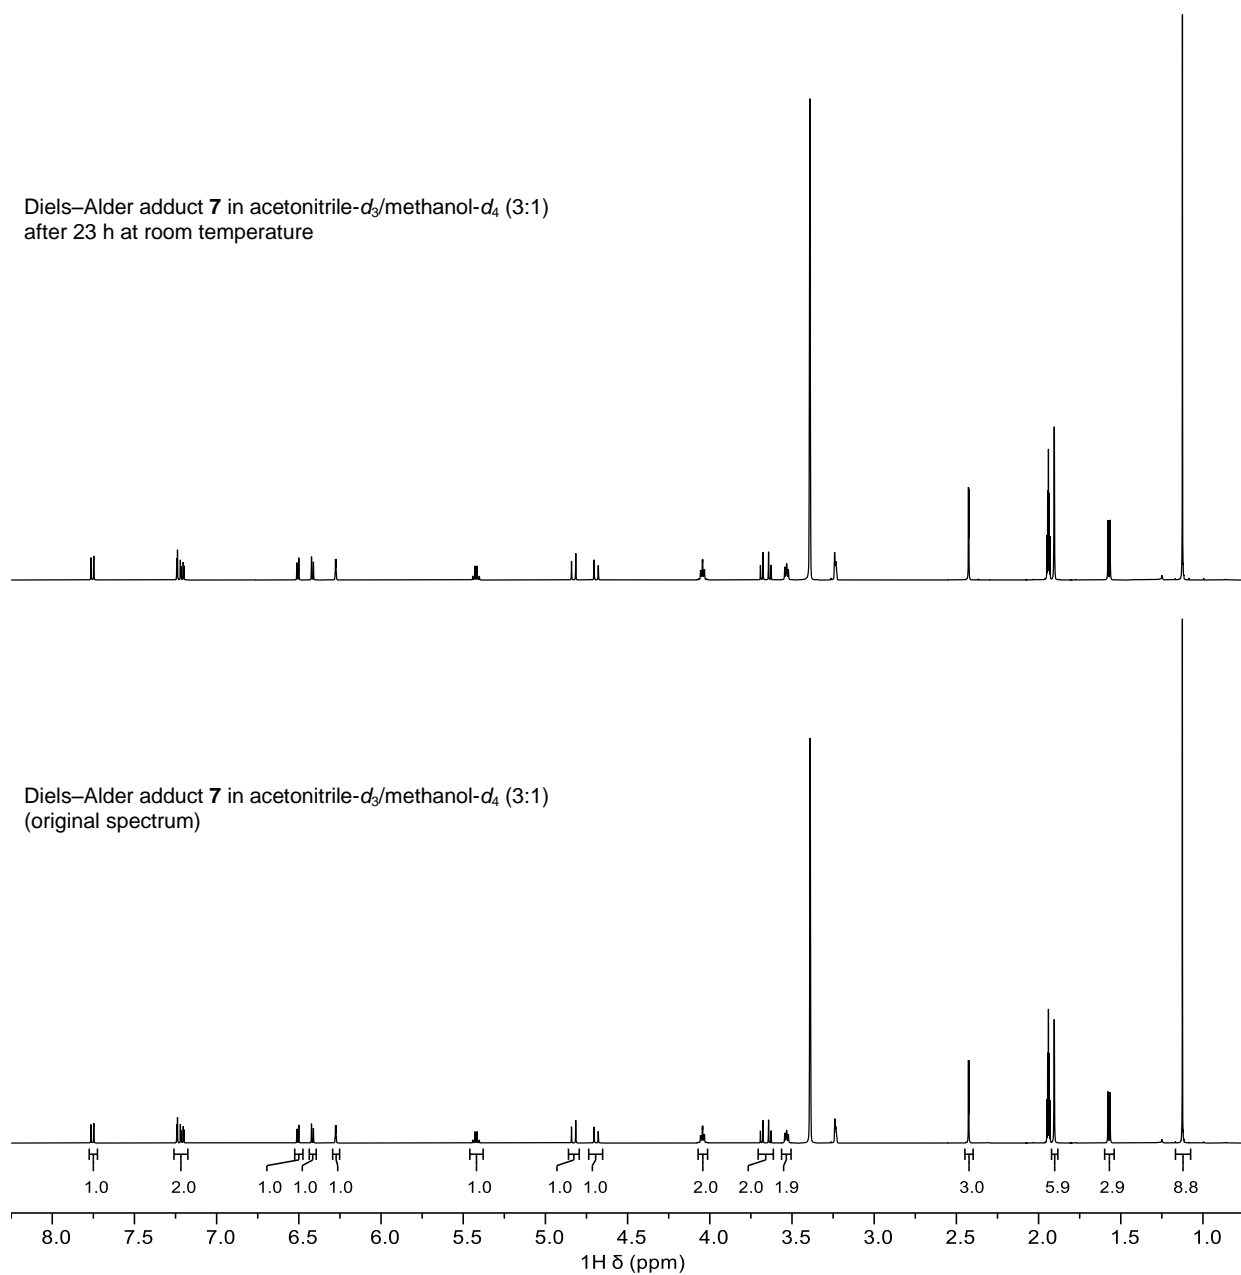 Diels–Alder adduct 7 in acetonitrile-d₃/methanol-d₄ (3:1)
after 23 h at room temperature
Diels–Alder adduct 7 in acetonitrile-d₃/methanol-d₄ (3:1)
(original spectrum)
1.0 2.0 1.0 1.0 1.0 1.0 1.0 1.0 2.0 2.0 1.9 3.0 5.9 2.9 8.8
8.0 7.5 7.0 6.5 6.0 5.5 5.0 4.5 4.0 3.5 3.0 2.5 2.0 1.5 1.0
1H δ (ppm)